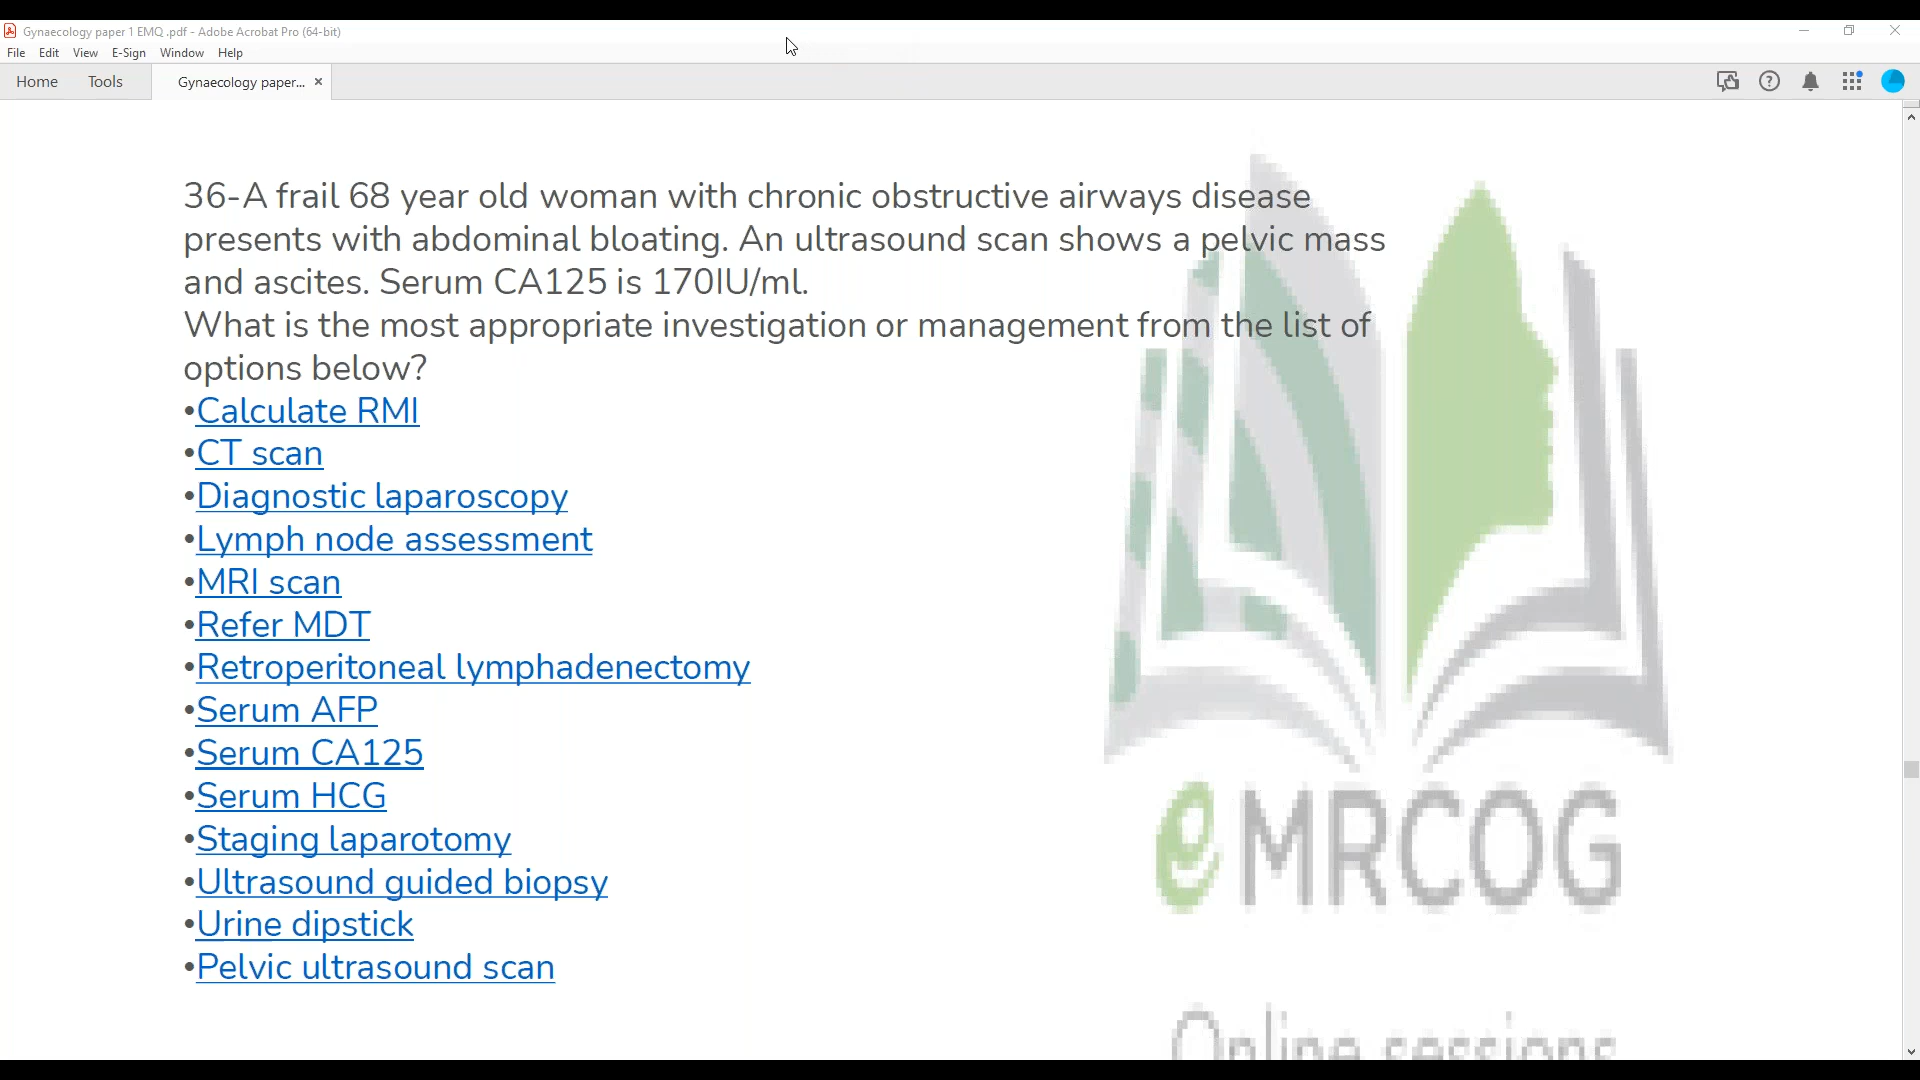 Gynaecology paper 1 EMQ .pdf - Adobe Acrobat Pro (64-bit)
File Edit View E-Sign Window Help
Home Tools Gynaecology paper... ×
36-A frail 68 year old woman with chronic obstructive airways disease
presents with abdominal bloating. An ultrasound scan shows a pelvic mass
and ascites. Serum CA125 is 170IU/ml.
What is the most appropriate investigation or management from the list of
options below?
•Calculate RMI
•CT scan
•Diagnostic laparoscopy
•Lymph node assessment
•MRI scan
•Refer MDT
•Retroperitoneal lymphadenectomy
•Serum AFP
•Serum CA125
•Serum HCG
•Staging laparotomy
•Ultrasound guided biopsy
•Urine dipstick
•Pelvic ultrasound scan
eMRCOG
Online sessions